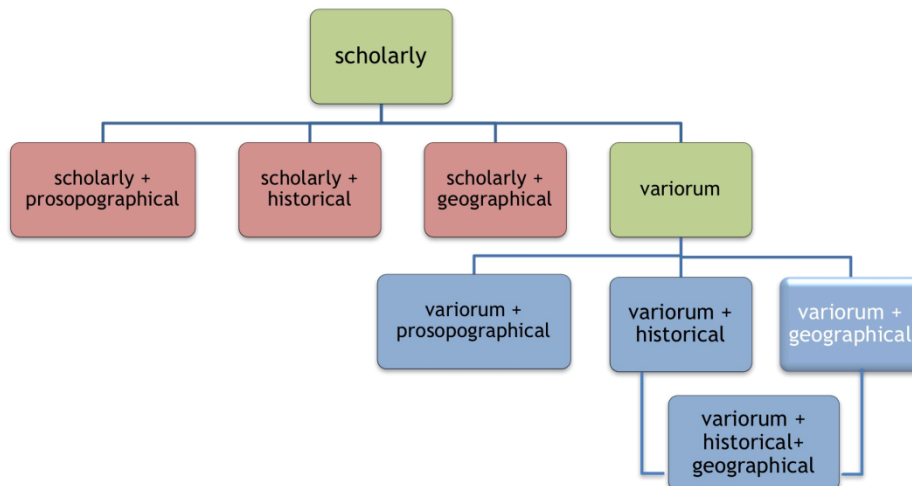 scholarly
scholarly +
prosopographical
scholarly +
historical
scholarly +
geographical
variorum
variorum +
prosopographical
variorum +
historical
variorum +
geographical
variorum +
historical+
geographical